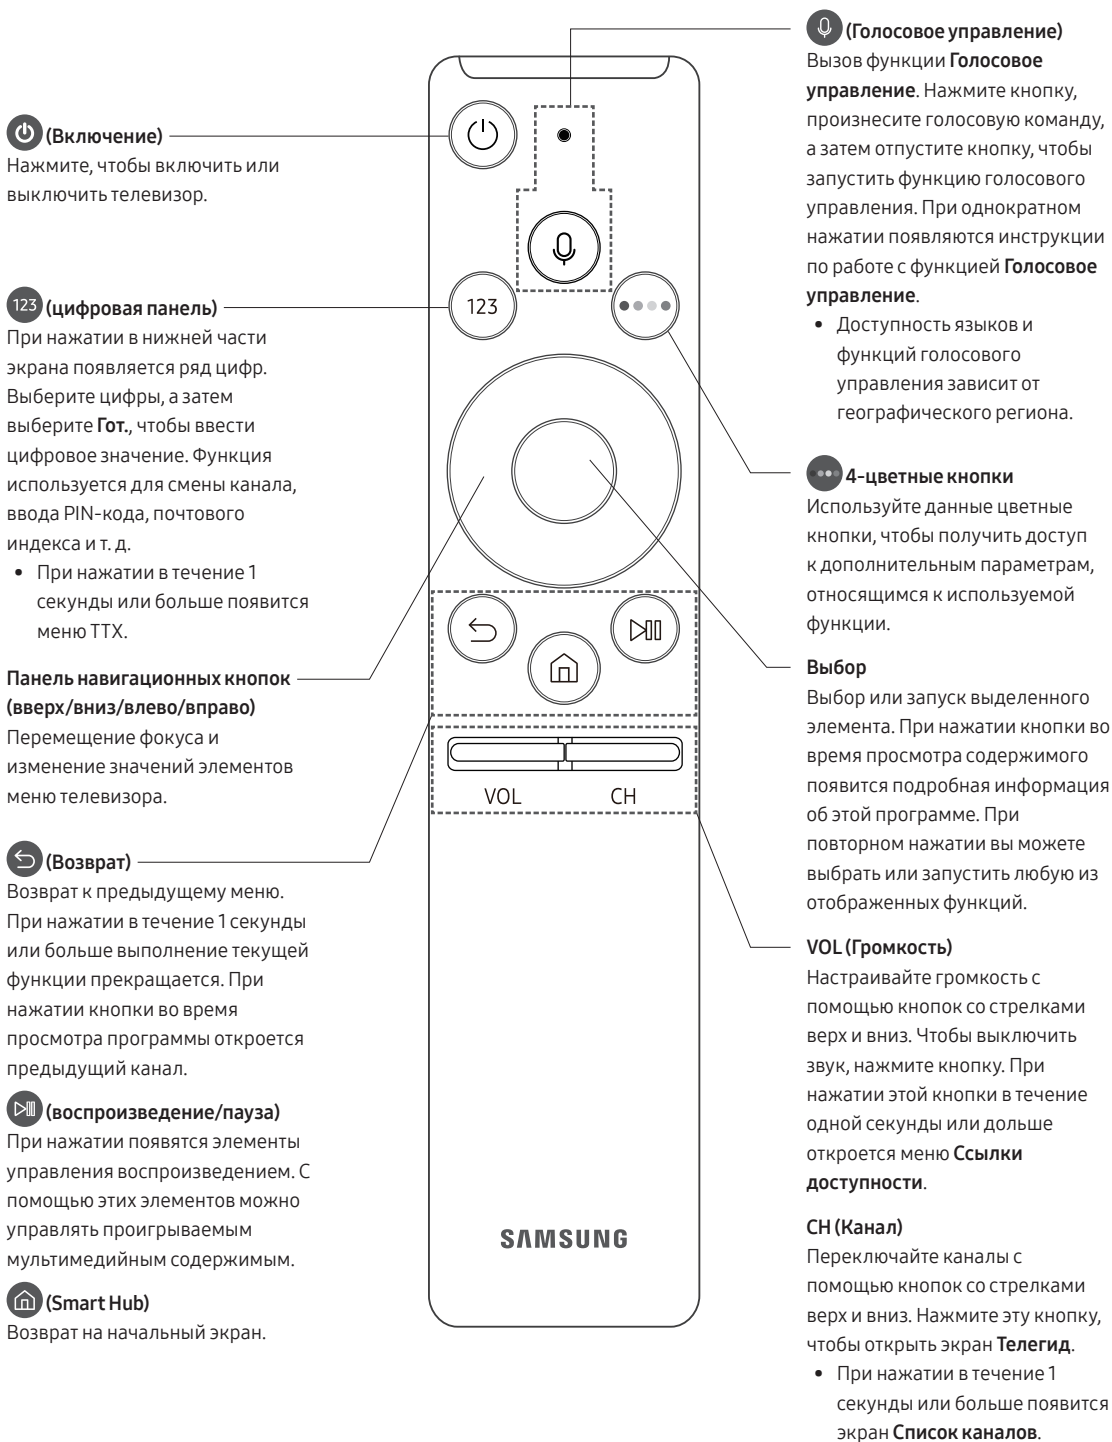 (Включение)
Нажмите, чтобы включить или
выключить телевизор.
123 (цифровая панель)
При нажатии в нижней части
экрана появляется ряд цифр.
Выберите цифры, а затем
выберите Гот., чтобы ввести
цифровое значение. Функция
используется для смены канала,
ввода PIN-кода, почтового
индекса и т. д.
• При нажатии в течение 1
секунды или больше появится
меню TTX.
Панель навигационных кнопок
(вверх/вниз/влево/вправо)
Перемещение фокуса и
изменение значений элементов
меню телевизора.
(Возврат)
Возврат к предыдущему меню.
При нажатии в течение 1 секунды
или больше выполнение текущей
функции прекращается. При
нажатии кнопки во время
просмотра программы откроется
предыдущий канал.
(воспроизведение/пауза)
При нажатии появятся элементы
управления воспроизведением. С
помощью этих элементов можно
управлять проигрываемым
мультимедийным содержимым.
(Smart Hub)
Возврат на начальный экран.
123
VOL CH
SAMSUNG
(Голосовое управление)
Вызов функции Голосовое
управление. Нажмите кнопку,
произнесите голосовую команду,
а затем отпустите кнопку, чтобы
запустить функцию голосового
управления. При однократном
нажатии появляются инструкции
по работе с функцией Голосовое
управление.
• Доступность языков и
функций голосового
управления зависит от
географического региона.
4-цветные кнопки
Используйте данные цветные
кнопки, чтобы получить доступ
к дополнительным параметрам,
относящимся к используемой
функции.
Выбор
Выбор или запуск выделенного
элемента. При нажатии кнопки во
время просмотра содержимого
появится подробная информация
об этой программе. При
повторном нажатии вы можете
выбрать или запустить любую из
отображенных функций.
VOL (Громкость)
Настраивайте громкость с
помощью кнопок со стрелками
верх и вниз. Чтобы выключить
звук, нажмите кнопку. При
нажатии этой кнопки в течение
одной секунды или дольше
откроется меню Ссылки
доступности.
CH (Канал)
Переключайте каналы с
помощью кнопок со стрелками
верх и вниз. Нажмите эту кнопку,
чтобы открыть экран Телегид.
• При нажатии в течение 1
секунды или больше появится
экран Список каналов.